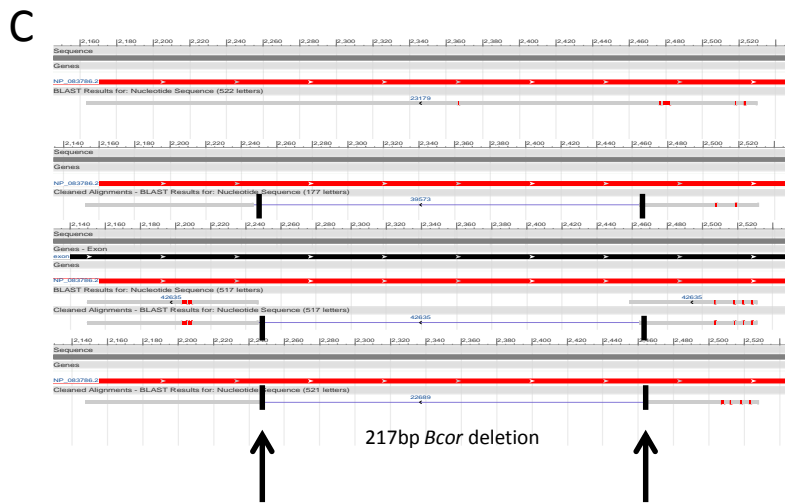 C
2,160 2,180 2,200 2,220 2,240 2,260 2,280 2,300 2,320 2,340 2,360 2,380 2,400 2,420 2,440 2,460 2,480 2,500 2,520
Sequence
Genes
NP_083786.2
BLAST Results for: Nucleotide Sequence (522 letters)
23179
2,140 2,160 2,180 2,200 2,220 2,240 2,260 2,280 2,300 2,320 2,340 2,360 2,380 2,400 2,420 2,440 2,460 2,480 2,500 2,520
Sequence
Genes
NP_083786.2
Cleaned Alignments - BLAST Results for: Nucleotide Sequence (177 letters)
39573
2,140 2,160 2,180 2,200 2,220 2,240 2,260 2,280 2,300 2,320 2,340 2,360 2,380 2,400 2,420 2,440 2,460 2,480 2,500 2,520
Sequence
Genes - Exon
exon
Genes
NP_083786.2
BLAST Results for: Nucleotide Sequence (517 letters)
42635 42635
Cleaned Alignments - BLAST Results for: Nucleotide Sequence (517 letters)
42635
2,140 2,160 2,180 2,200 2,220 2,240 2,260 2,280 2,300 2,320 2,340 2,360 2,380 2,400 2,420 2,440 2,460 2,480 2,500 2,520
Sequence
Genes
NP_083786.2
Cleaned Alignments - BLAST Results for: Nucleotide Sequence (521 letters)
22689
217bp Bcor deletion